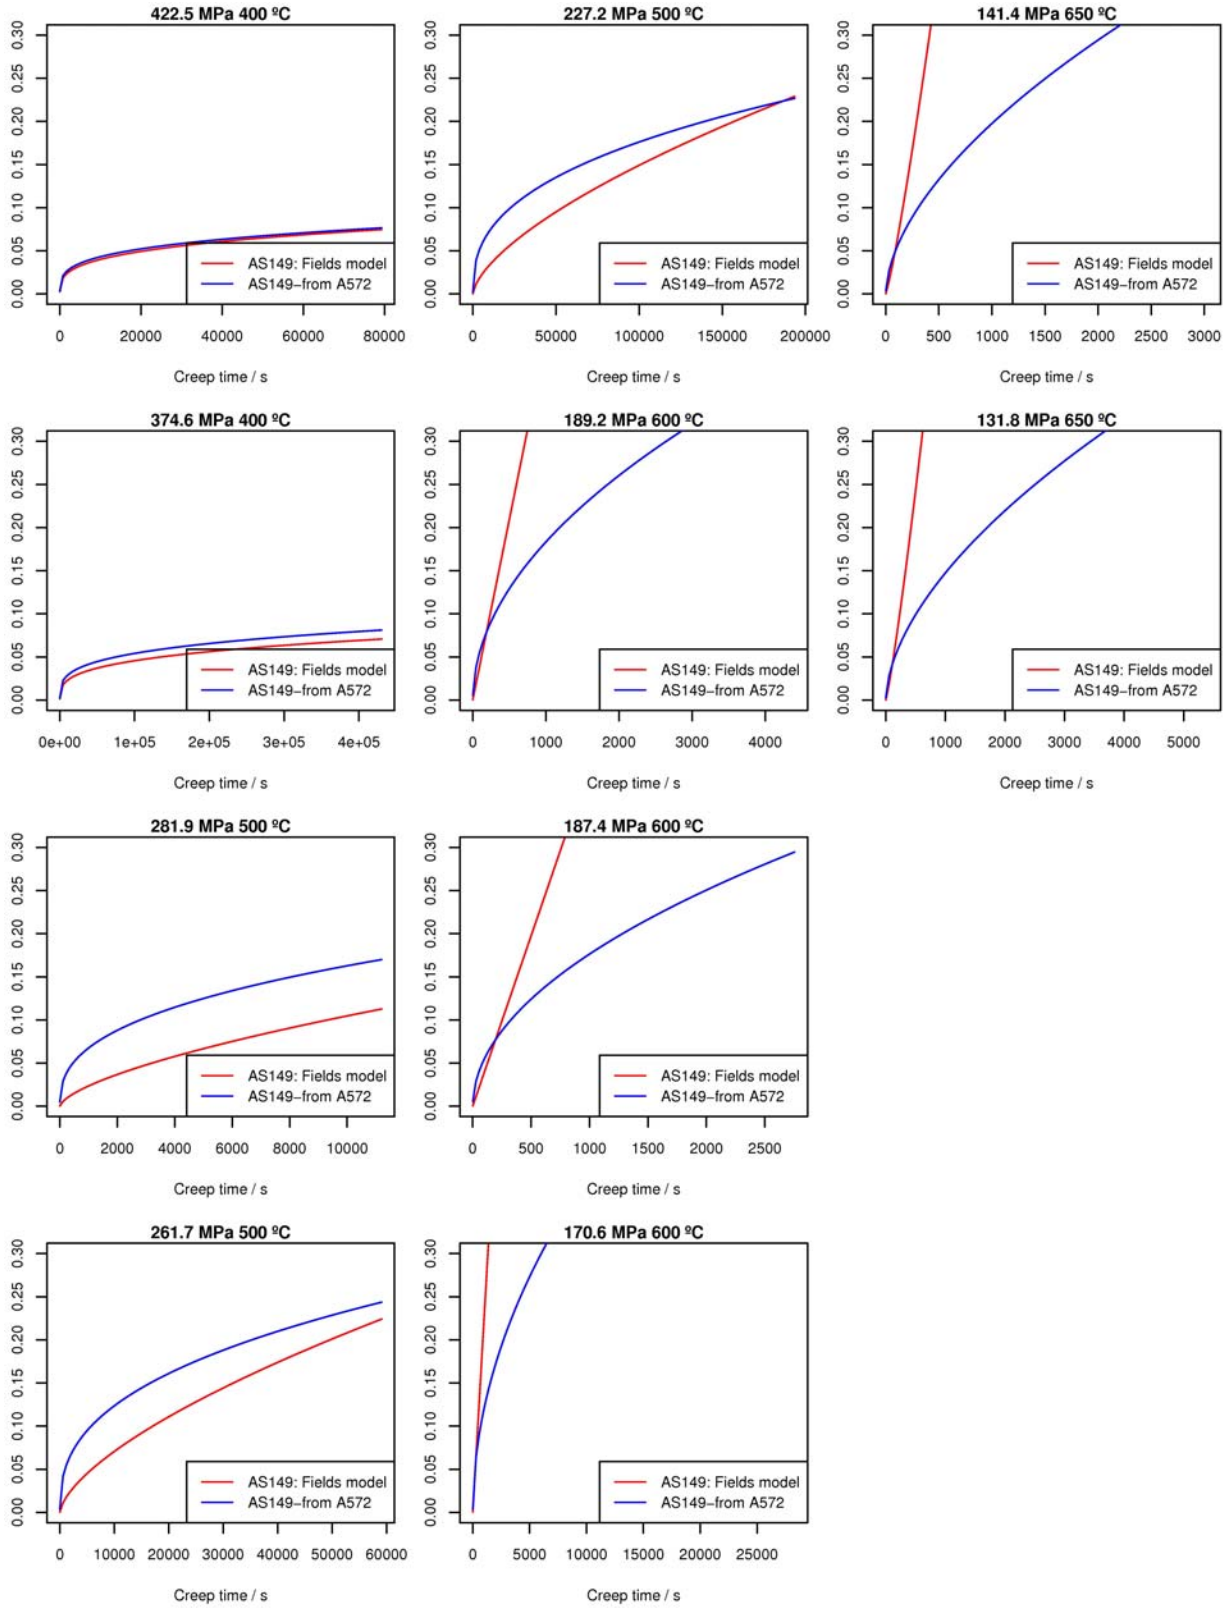 422.5 MPa 400 ºC
0.30
0.25
0.20
0.15
0.10
0.05
0.00
AS149: Fields model
AS149−from A572
0 20000 40000 60000 80000
Creep time / s
227.2 MPa 500 ºC
0.30
0.25
0.20
0.15
0.10
0.05
0.00
AS149: Fields model
AS149−from A572
0 50000 100000 150000 200000
Creep time / s
141.4 MPa 650 ºC
0.30
0.25
0.20
0.15
0.10
0.05
0.00
AS149: Fields model
AS149−from A572
0 500 1000 1500 2000 2500 3000
Creep time / s
374.6 MPa 400 ºC
0.30
0.25
0.20
0.15
0.10
0.05
0.00
AS149: Fields model
AS149−from A572
0e+00 1e+05 2e+05 3e+05 4e+05
Creep time / s
189.2 MPa 600 ºC
0.30
0.25
0.20
0.15
0.10
0.05
0.00
AS149: Fields model
AS149−from A572
0 1000 2000 3000 4000
Creep time / s
131.8 MPa 650 ºC
0.30
0.25
0.20
0.15
0.10
0.05
0.00
AS149: Fields model
AS149−from A572
0 1000 2000 3000 4000 5000
Creep time / s
281.9 MPa 500 ºC
0.30
0.25
0.20
0.15
0.10
0.05
0.00
AS149: Fields model
AS149−from A572
0 2000 4000 6000 8000 10000
Creep time / s
187.4 MPa 600 ºC
0.30
0.25
0.20
0.15
0.10
0.05
0.00
AS149: Fields model
AS149−from A572
0 500 1000 1500 2000 2500
Creep time / s
261.7 MPa 500 ºC
0.30
0.25
0.20
0.15
0.10
0.05
0.00
AS149: Fields model
AS149−from A572
0 10000 20000 30000 40000 50000 60000
Creep time / s
170.6 MPa 600 ºC
0.30
0.25
0.20
0.15
0.10
0.05
0.00
AS149: Fields model
AS149−from A572
0 5000 10000 15000 20000 25000
Creep time / s